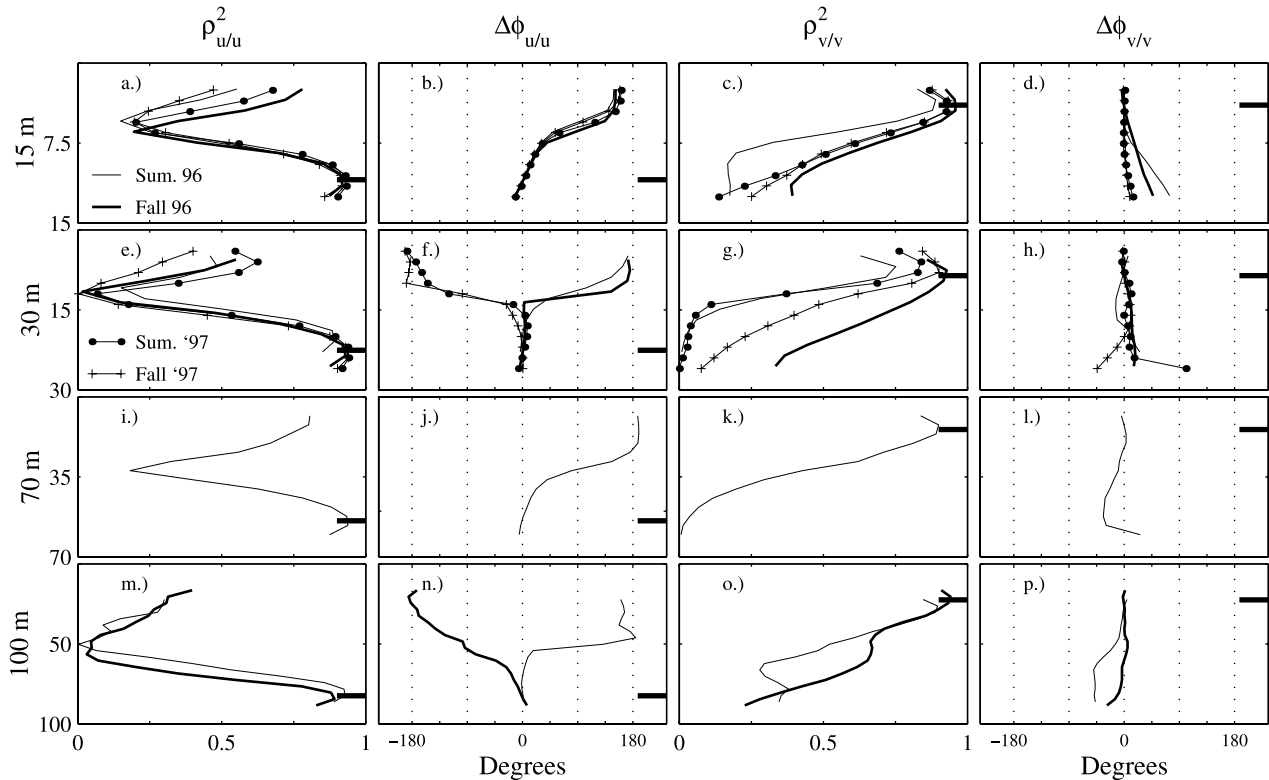 ρ²u/u Δϕu/u ρ²v/v Δϕv/v
a.) b.) c.) d.)
15 m
7.5
15
Sum. 96
Fall 96
e.) f.) g.) h.)
30 m
15
30
Sum. ‘97
Fall ‘97
i.) j.) k.) l.)
70 m
35
70
m.) n.) o.) p.)
100 m
50
100
0 0.5 1 −180 0 180 0 0.5 1 −180 0 180
Degrees Degrees